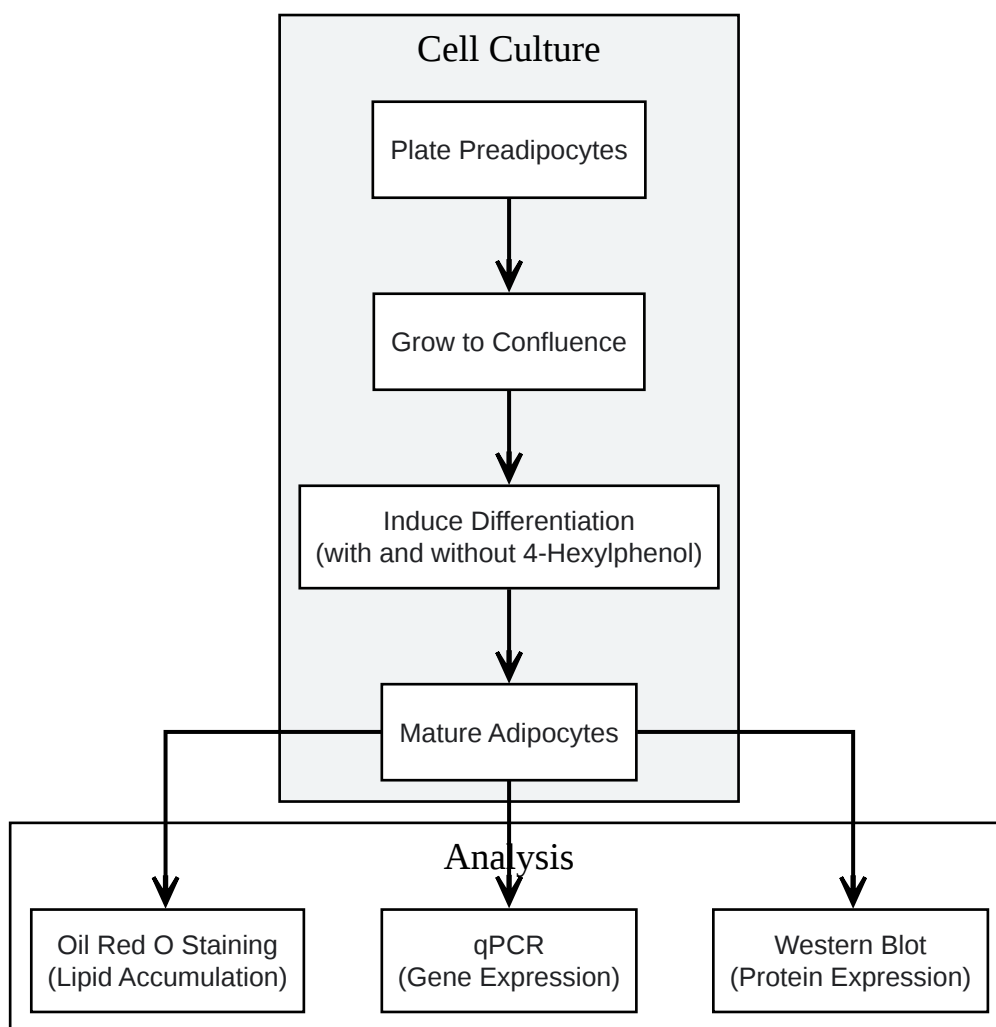 Cell Culture
Plate Preadipocytes
Grow to Confluence
Induce Differentiation
(with and without 4-Hexylphenol)
Mature Adipocytes
Analysis
Oil Red O Staining
(Lipid Accumulation)
qPCR
(Gene Expression)
Western Blot
(Protein Expression)